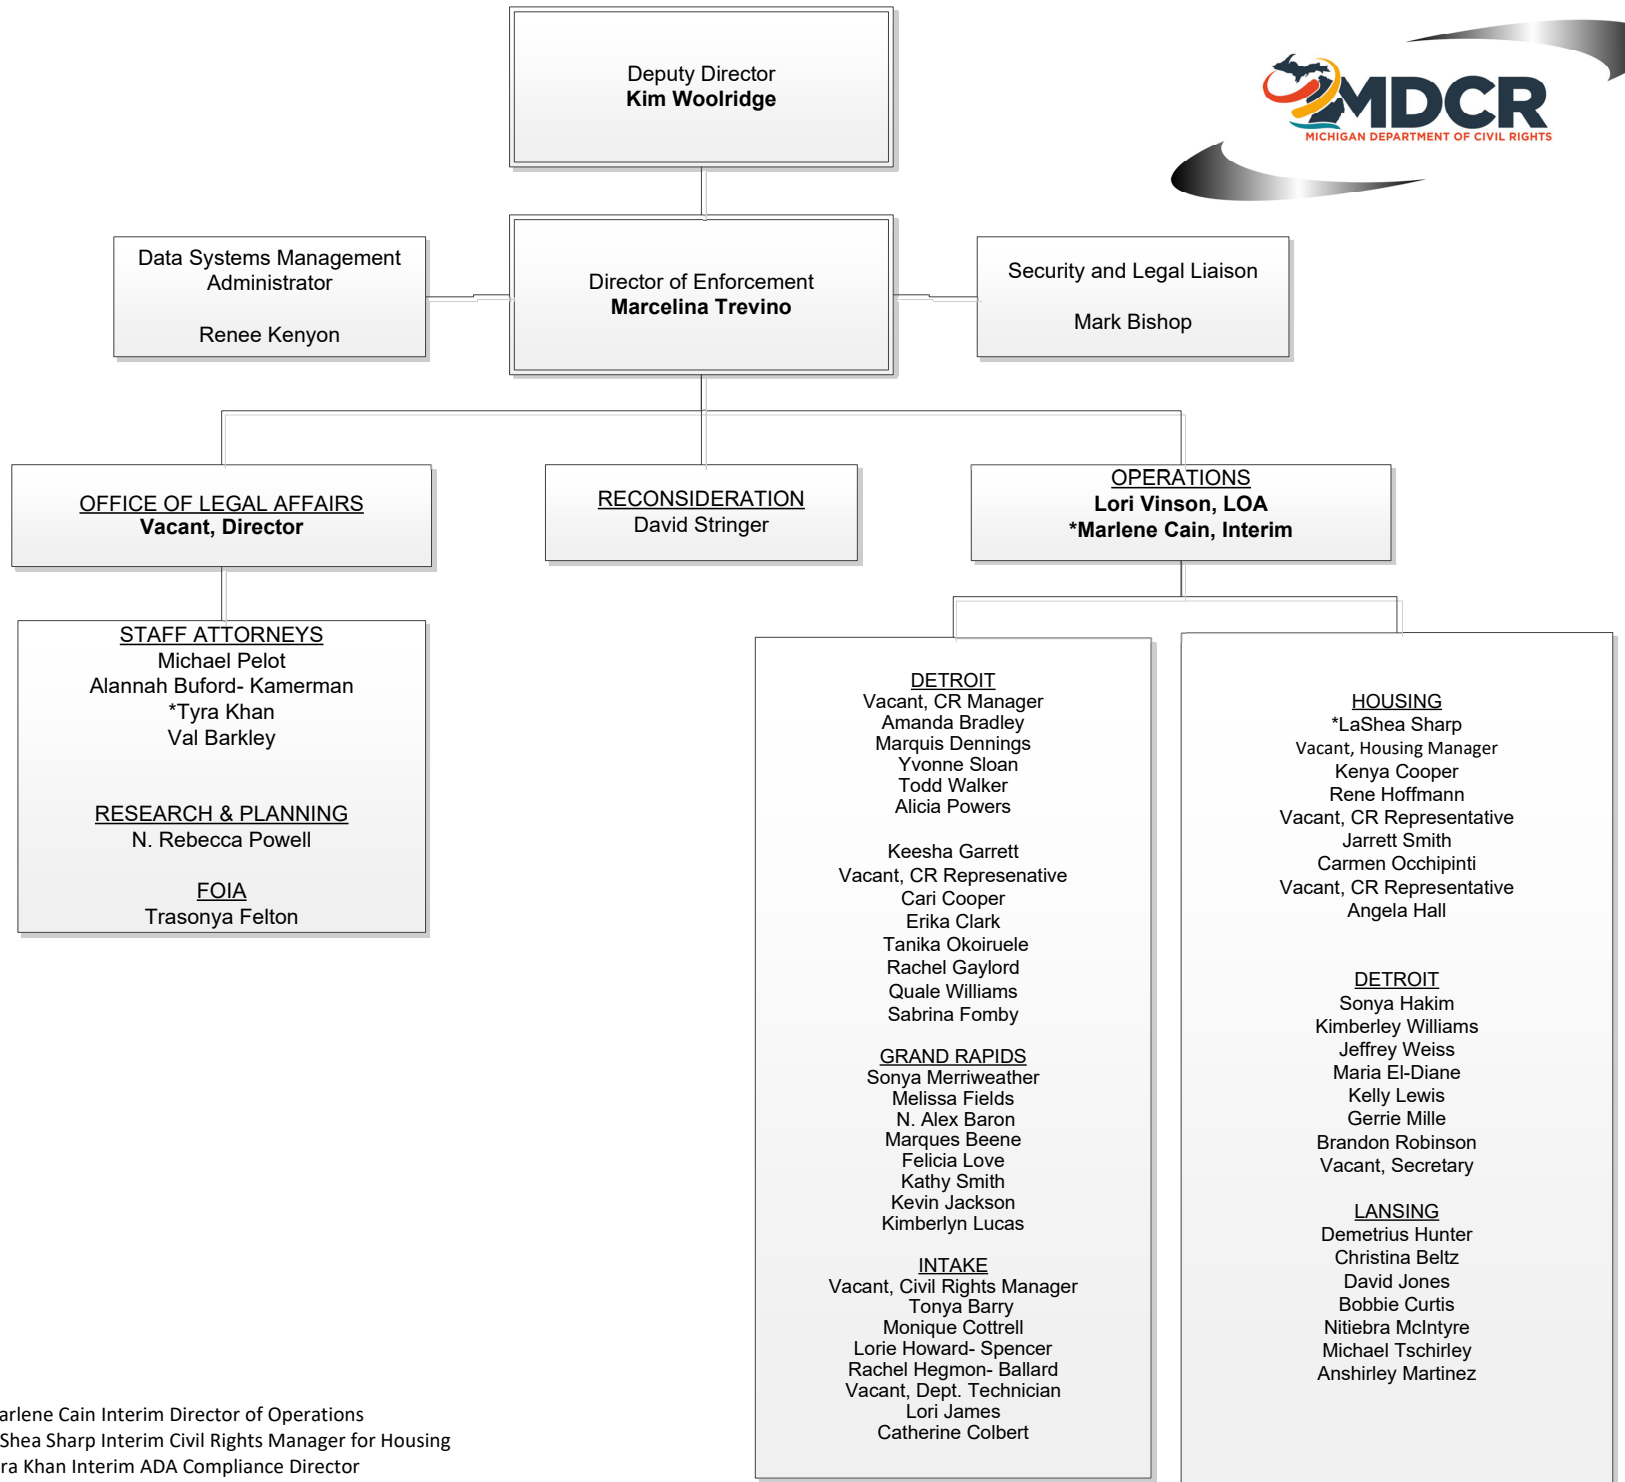 Deputy Director
Kim Woolridge
MDCR
MICHIGAN DEPARTMENT OF CIVIL RIGHTS
Data Systems Management
Administrator
Renee Kenyon
Director of Enforcement
Marcelina Trevino
Security and Legal Liaison
Mark Bishop
OFFICE OF LEGAL AFFAIRS
Vacant, Director
RECONSIDERATION
David Stringer
OPERATIONS
Lori Vinson, LOA
*Marlene Cain, Interim
STAFF ATTORNEYS
Michael Pelot
Alannah Buford- Kamerman
*Tyra Khan
Val Barkley
RESEARCH & PLANNING
N. Rebecca Powell
FOIA
Trasonya Felton
DETROIT
Vacant, CR Manager
Amanda Bradley
Marquis Dennings
Yvonne Sloan
Todd Walker
Alicia Powers
Keesha Garrett
Vacant, CR Represenative
Cari Cooper
Erika Clark
Tanika Okoiruele
Rachel Gaylord
Quale Williams
Sabrina Fomby
GRAND RAPIDS
Sonya Merriweather
Melissa Fields
N. Alex Baron
Marques Beene
Felicia Love
Kathy Smith
Kevin Jackson
Kimberlyn Lucas
INTAKE
Vacant, Civil Rights Manager
Tonya Barry
Monique Cottrell
Lorie Howard- Spencer
Rachel Hegmon- Ballard
Vacant, Dept. Technician
Lori James
Catherine Colbert
HOUSING
*LaShea Sharp
Vacant, Housing Manager
Kenya Cooper
Rene Hoffmann
Vacant, CR Representative
Jarrett Smith
Carmen Occhipinti
Vacant, CR Representative
Angela Hall
DETROIT
Sonya Hakim
Kimberley Williams
Jeffrey Weiss
Maria El-Diane
Kelly Lewis
Gerrie Mille
Brandon Robinson
Vacant, Secretary
LANSING
Demetrius Hunter
Christina Beltz
David Jones
Bobbie Curtis
Nitiebra McIntyre
Michael Tschirley
Anshirley Martinez
arlene Cain Interim Director of Operations
Shea Sharp Interim Civil Rights Manager for Housing
ra Khan Interim ADA Compliance Director